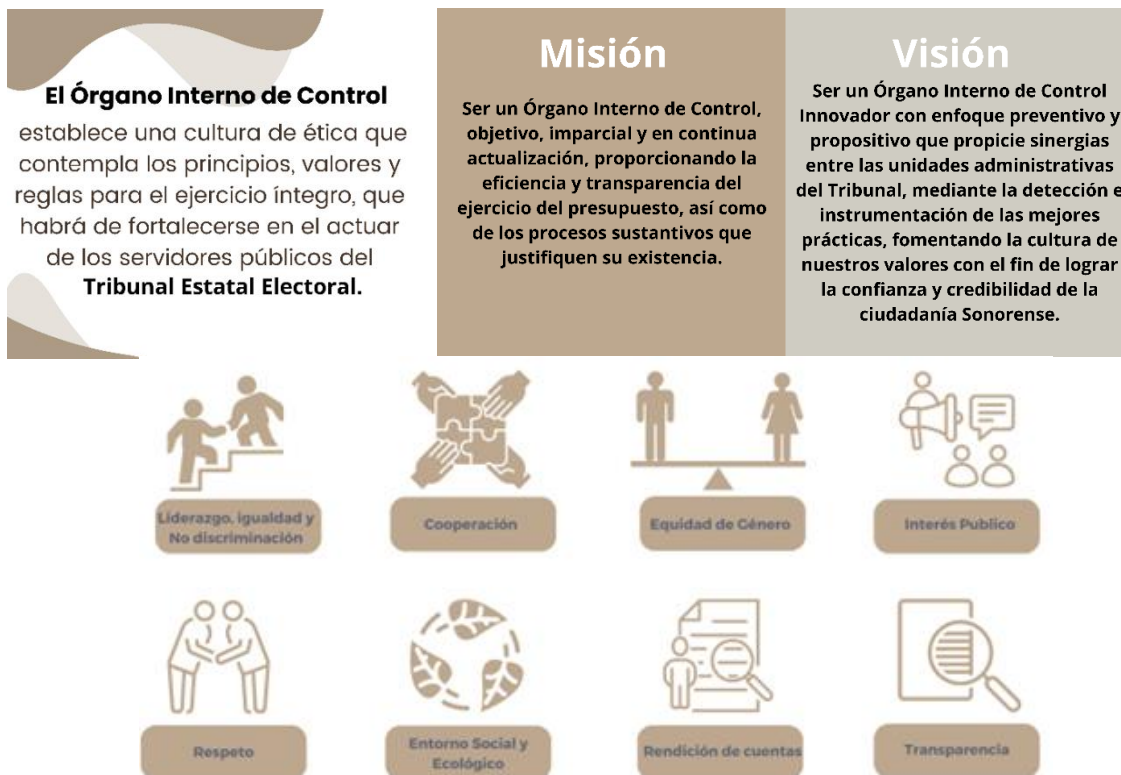 El Órgano Interno de Control
establece una cultura de ética que
contempla los principios, valores y
reglas para el ejercicio íntegro, que
habrá de fortalecerse en el actuar
de los servidores públicos del
Tribunal Estatal Electoral.
Misión
Ser un Órgano Interno de Control,
objetivo, imparcial y en continua
actualización, proporcionando la
eficiencia y transparencia del
ejercicio del presupuesto, así como
de los procesos sustantivos que
justifiquen su existencia.
Visión
Ser un Órgano Interno de Control
Innovador con enfoque preventivo y
propositivo que propicie sinergias
entre las unidades administrativas
del Tribunal, mediante la detección e
instrumentación de las mejores
prácticas, fomentando la cultura de
nuestros valores con el fin de lograr
la confianza y credibilidad de la
ciudadanía Sonorense.
Liderazgo, igualdad y
No discriminación
Cooperación
Equidad de Género
Interés Publico
Respeto
Entorno Social y
Ecológico
Rendición de cuentas
Transparencia